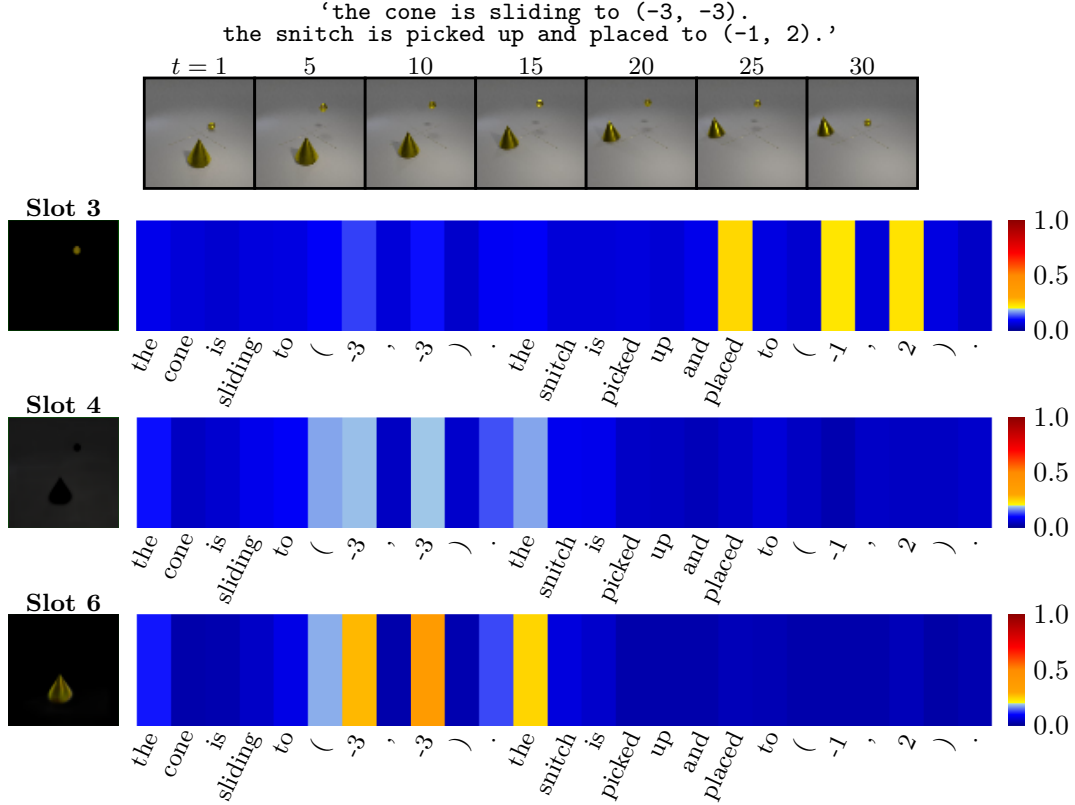 ‘the cone is sliding to (-3, -3).
the snitch is picked up and placed to (-1, 2).’
t = 1 5 10 15 20 25 30
Slot 3
1.0
0.5
0.0
the cone is sliding to ( -3 , -3 ) . the snitch is picked up and placed to ( -1 , 2 ) .
Slot 4
1.0
0.5
0.0
the cone is sliding to ( -3 , -3 ) . the snitch is picked up and placed to ( -1 , 2 ) .
Slot 6
1.0
0.5
0.0
the cone is sliding to ( -3 , -3 ) . the snitch is picked up and placed to ( -1 , 2 ) .